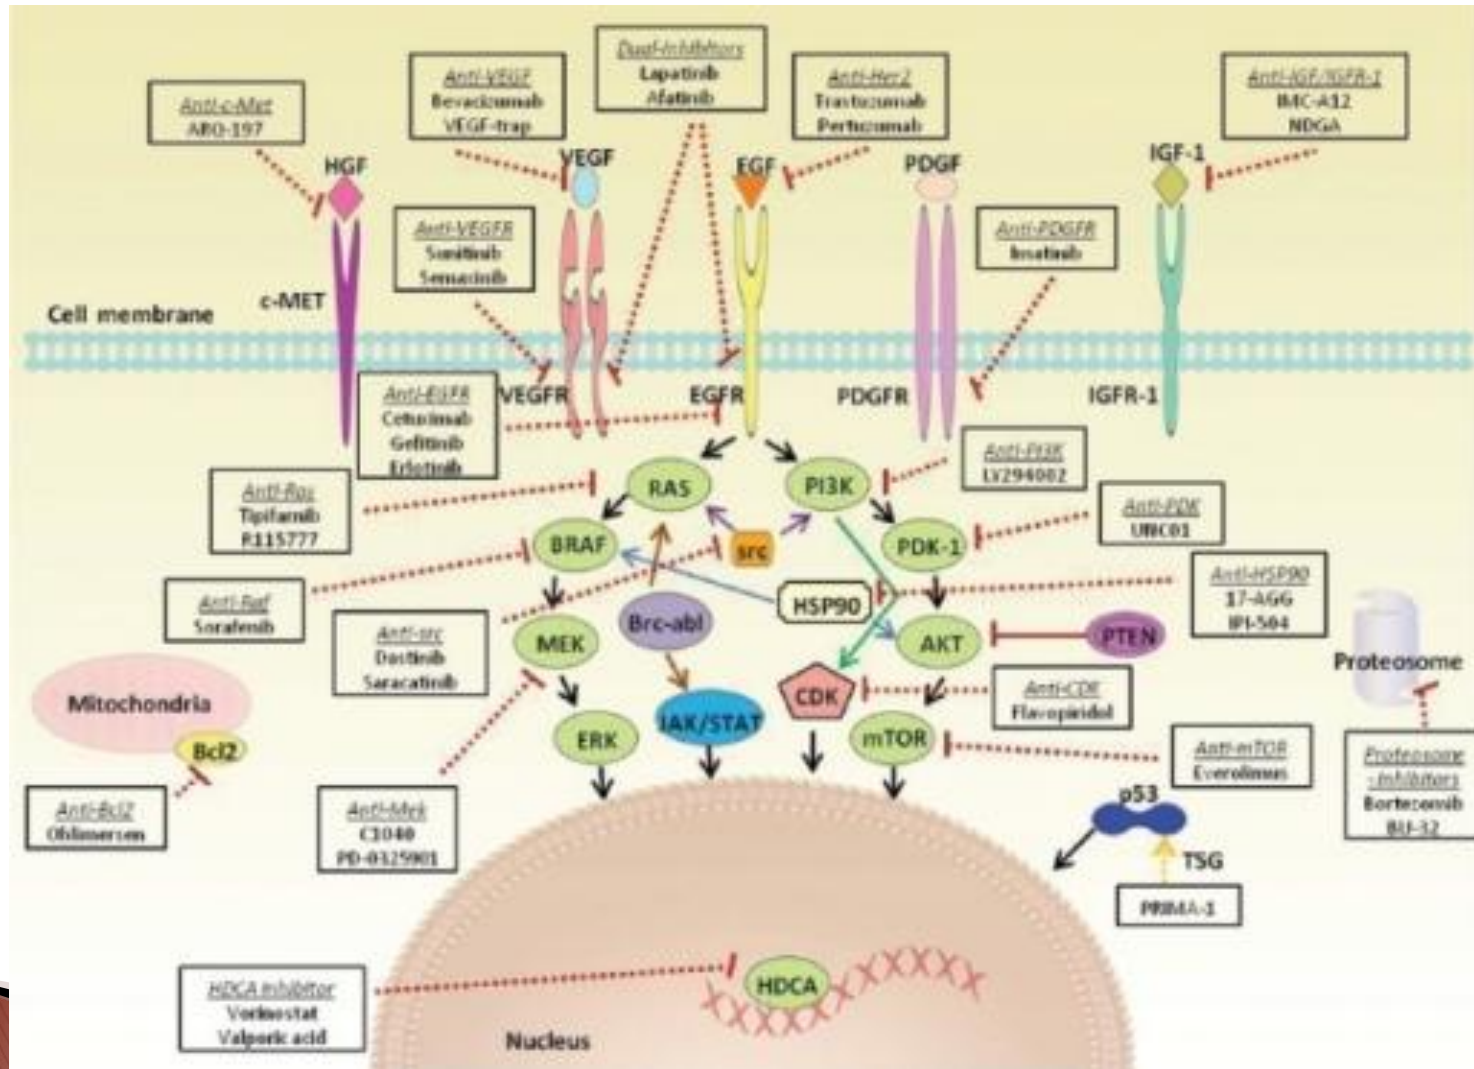 Anti-c-Met
ARQ-197
Anti-VEGF
Bevacizumab
VEGF-trap
Dual-Inhibitors
Lapatinib
Afatinib
Anti-Her2
Trastuzumab
Pertuzumab
Anti-IGF/IGFR-1
IMC-A12
NDGA
HGF
VEGF
EGF
PDGF
IGF-1
Anti-VEGFR
Sunitinib
Semaxinib
Anti-PDGFR
c-MET
Cell membrane
VEGFR
EGFR
PDGFR
IGFR-1
Anti-EGFR
Cetuximab
Gefitinib
Erlotinib
Anti-PI3K
LY294002
Anti-Ras
Tipifarnib
R115777
RAS
PI3K
Anti-PDK
UNC01
BRAF
src
PDK-1
Anti-HSP90
17-AGG
IPI-504
Anti-Raf
Sorafenib
HSP90
Anti-src
Dastinib
Saracatinib
MEK
Brc-abl
AKT
PTEN
Proteosome
Mitochondria
Bcl2
CDK
Anti-CDK
Flavopiridol
ERK
JAK/STAT
mTOR
Anti-mTOR
Everolimus
Proteosome
-Inhibitors
Bortezomib
BU-32
Anti-Bcl2
Oblimersen
Anti-Mek
C1040
PD-0325901
p53
TSG
PRIMA-1
HDCA inhibitor
Vorinostat
Valporic acid
HDCA
Nucleus